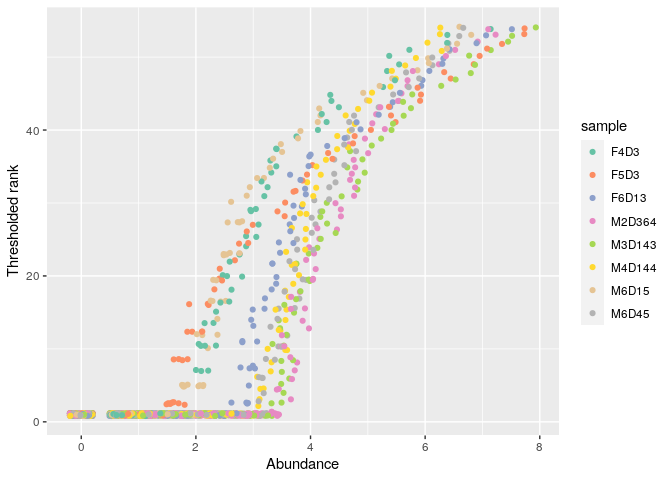 Thresholded rank
40
20
0
0
2
4
6
8
Abundance
sample
F4D3
F5D3
F6D13
M2D364
M3D143
M4D144
M6D15
M6D45